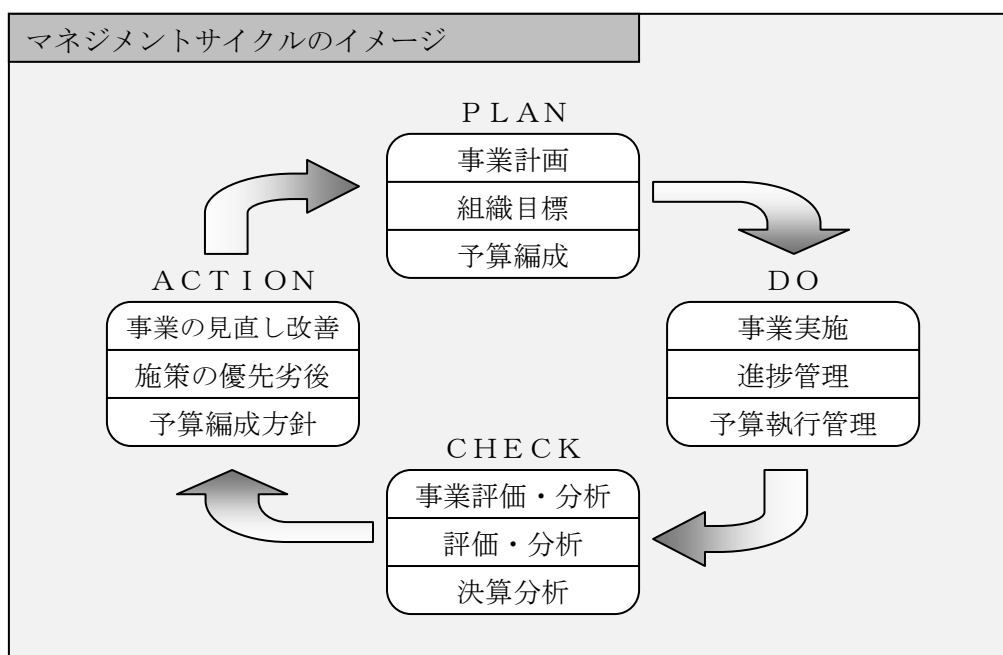 マネジメントサイクルのイメージ
ＰＬＡＮ
事業計画
組織目標
予算編成
ＤＯ
事業実施
進捗管理
予算執行管理
ＣＨＥＣＫ
事業評価・分析
評価・分析
決算分析
ＡＣＴＩＯＮ
事業の見直し改善
施策の優先劣後
予算編成方針